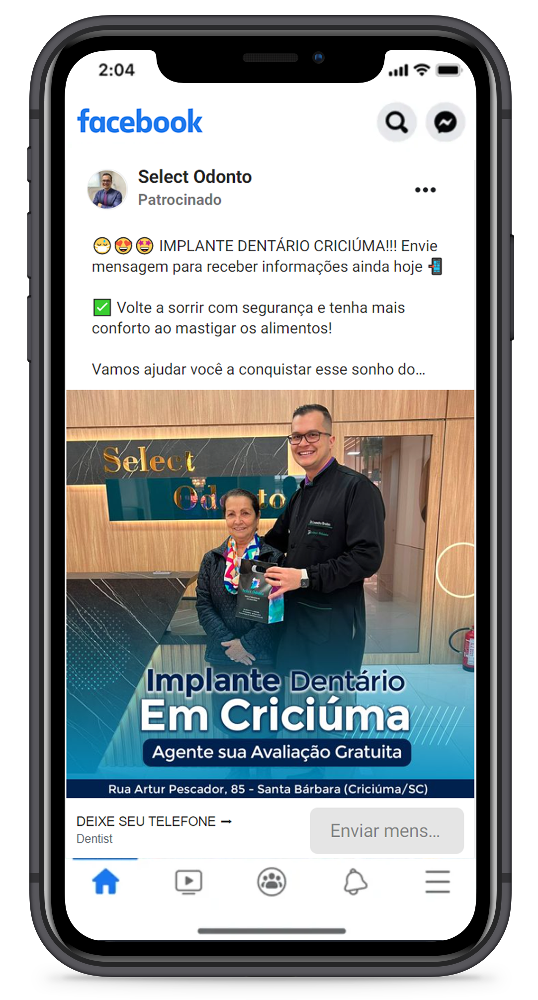 2:04
facebook
Select Odonto
Patrocinado
😅😍🤩 IMPLANTE DENTÁRIO CRICIÚMA!!! Envie
mensagem para receber informações ainda hoje 📲
✅ Volte a sorrir com segurança e tenha mais
conforto ao mastigar os alimentos!
Vamos ajudar você a conquistar esse sonho do...
Select
Select Odonto
Implante Dentário
Em Criciúma
Agente sua Avaliação Gratuita
Rua Artur Pescador, 85 - Santa Bárbara (Criciúma/SC)
DEIXE SEU TELEFONE ➞
Dentist
Enviar mens...